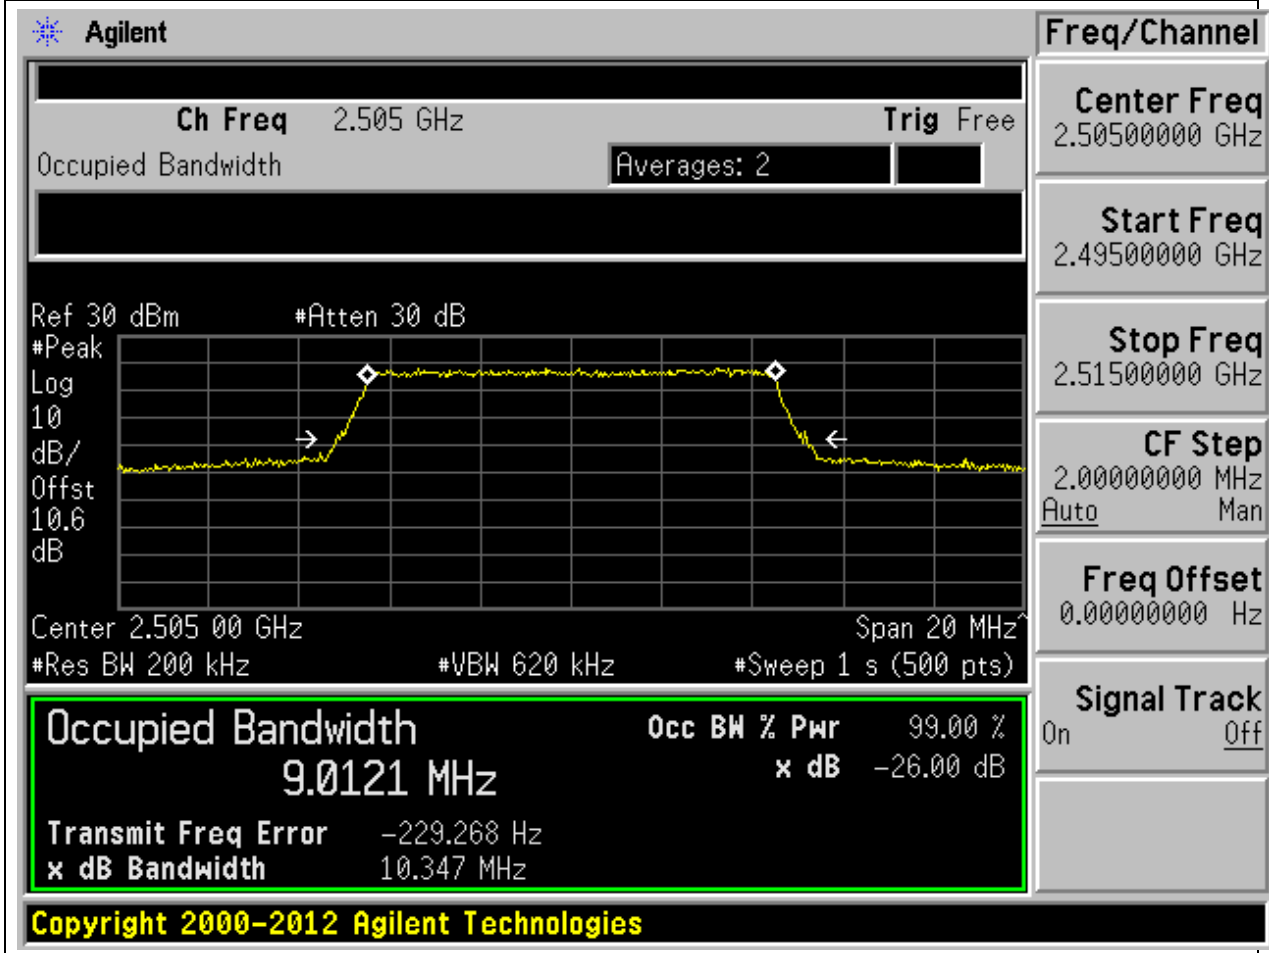 Agilent
Freq/Channel
Ch Freq 2.505 GHz Trig Free
Occupied Bandwidth Averages: 2
Center Freq
2.50500000 GHz
Start Freq
2.49500000 GHz
Stop Freq
2.51500000 GHz
CF Step
2.00000000 MHz
Auto Man
Freq Offset
0.00000000 Hz
Signal Track
On Off
Ref 30 dBm #Atten 30 dB
#Peak
Log
10
dB/
Offst
10.6
dB
Center 2.505 00 GHz Span 20 MHz^
#Res BW 200 kHz #VBW 620 kHz #Sweep 1 s (500 pts)
Occupied Bandwidth Occ BW % Pwr 99.00 %
9.0121 MHz x dB -26.00 dB
Transmit Freq Error -229.268 Hz
x dB Bandwidth 10.347 MHz
Copyright 2000-2012 Agilent Technologies